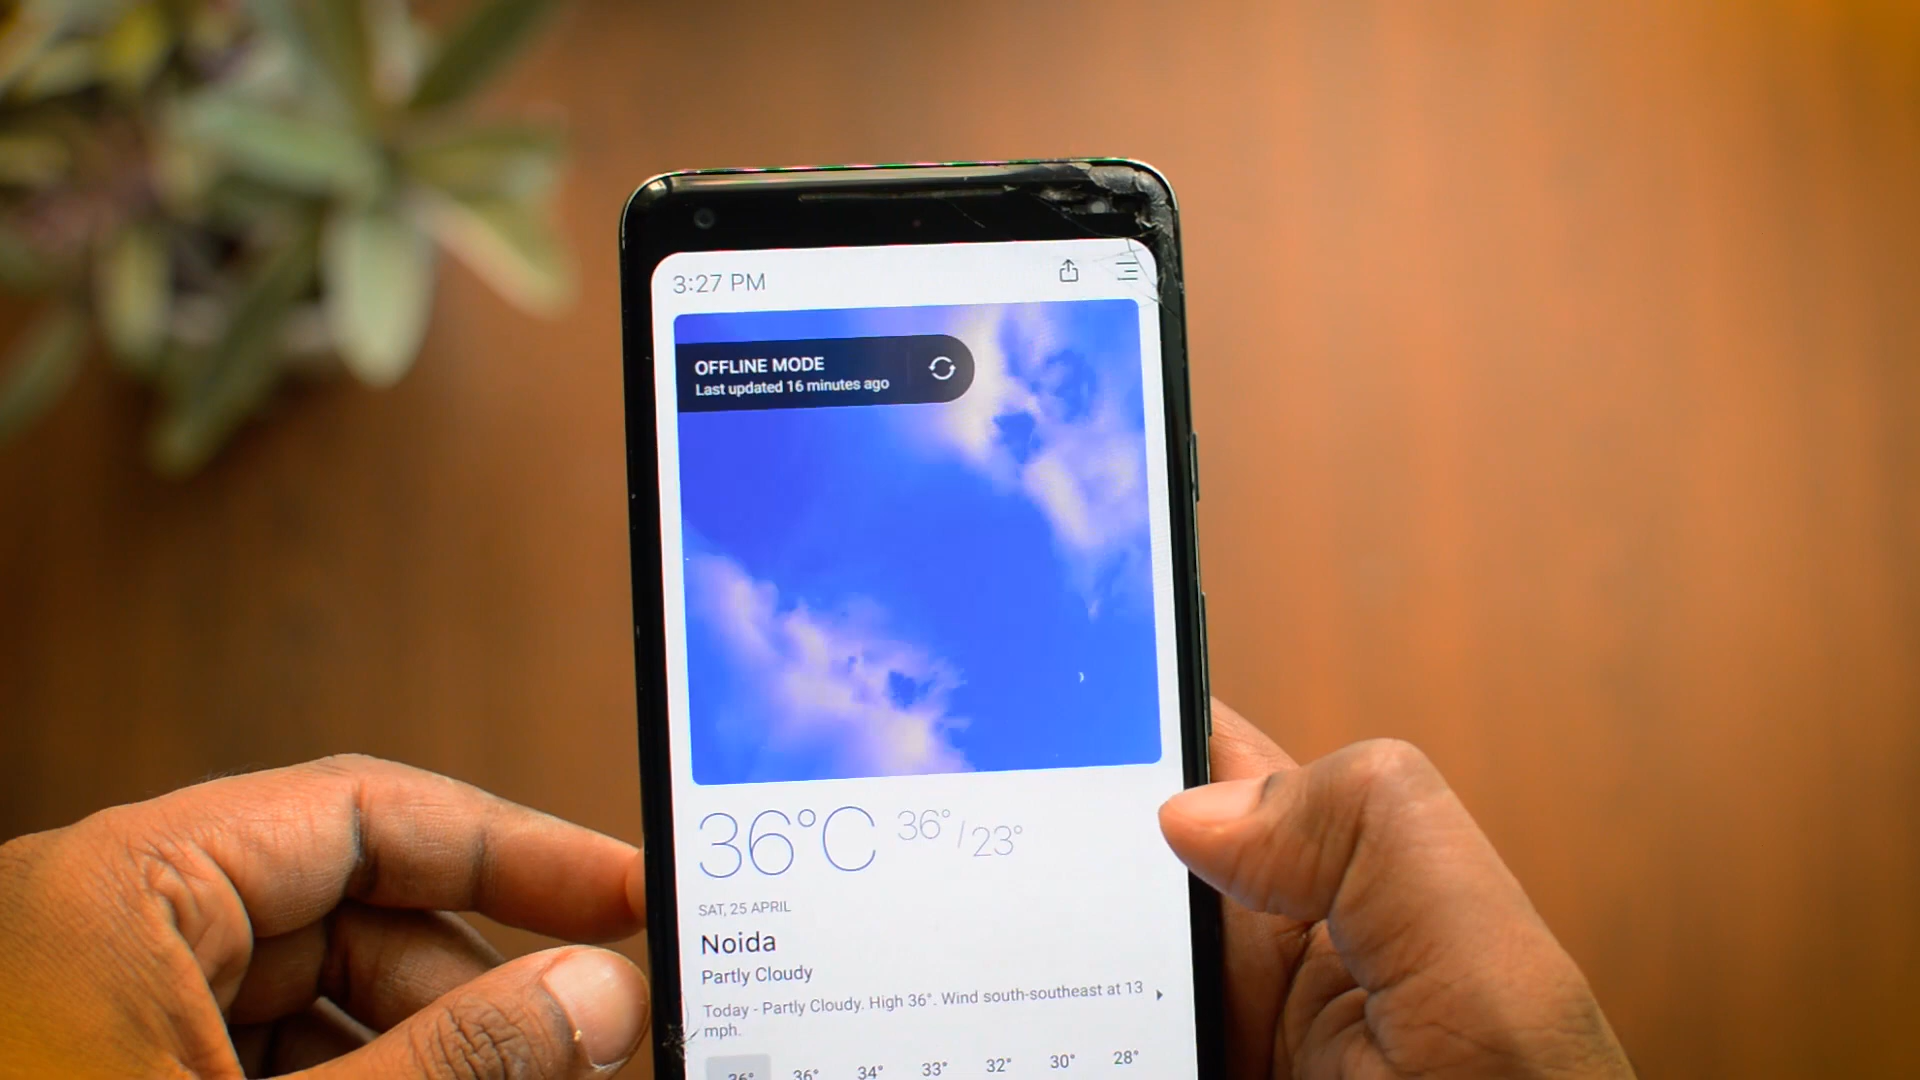 3:27 PM
OFFLINE MODE
Last updated 16 minutes ago
36°C 36°/23°
SAT, 25 APRIL
Noida
Partly Cloudy
Today - Partly Cloudy. High 36°. Wind south-southeast at 13
mph.
36° 36° 34° 33° 32° 30° 28°